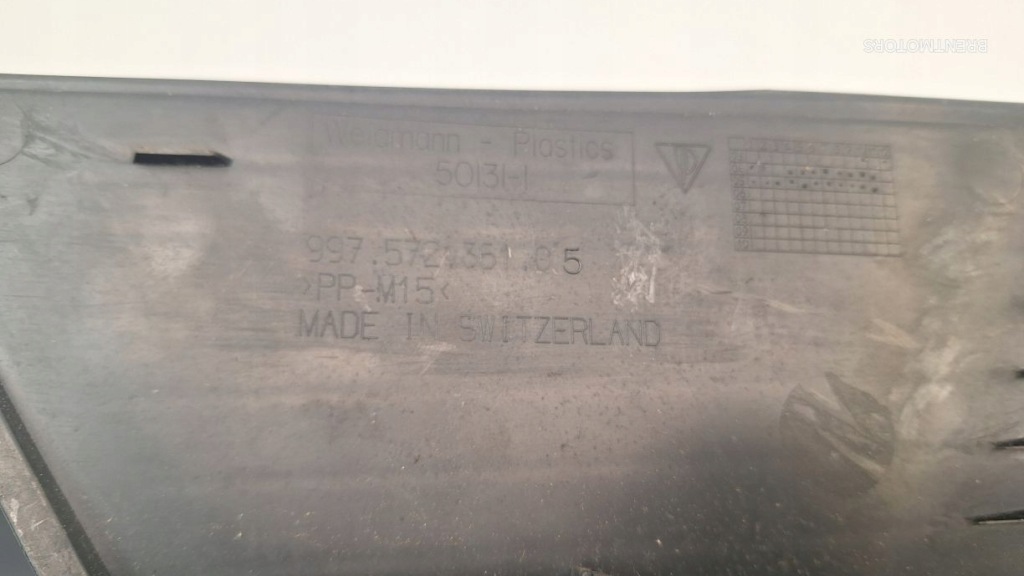 BRENTMOTORS
Weidmann - Plastics
50131-1
997.572.351.05
>PP-M15<
MADE IN SWITZERLAND